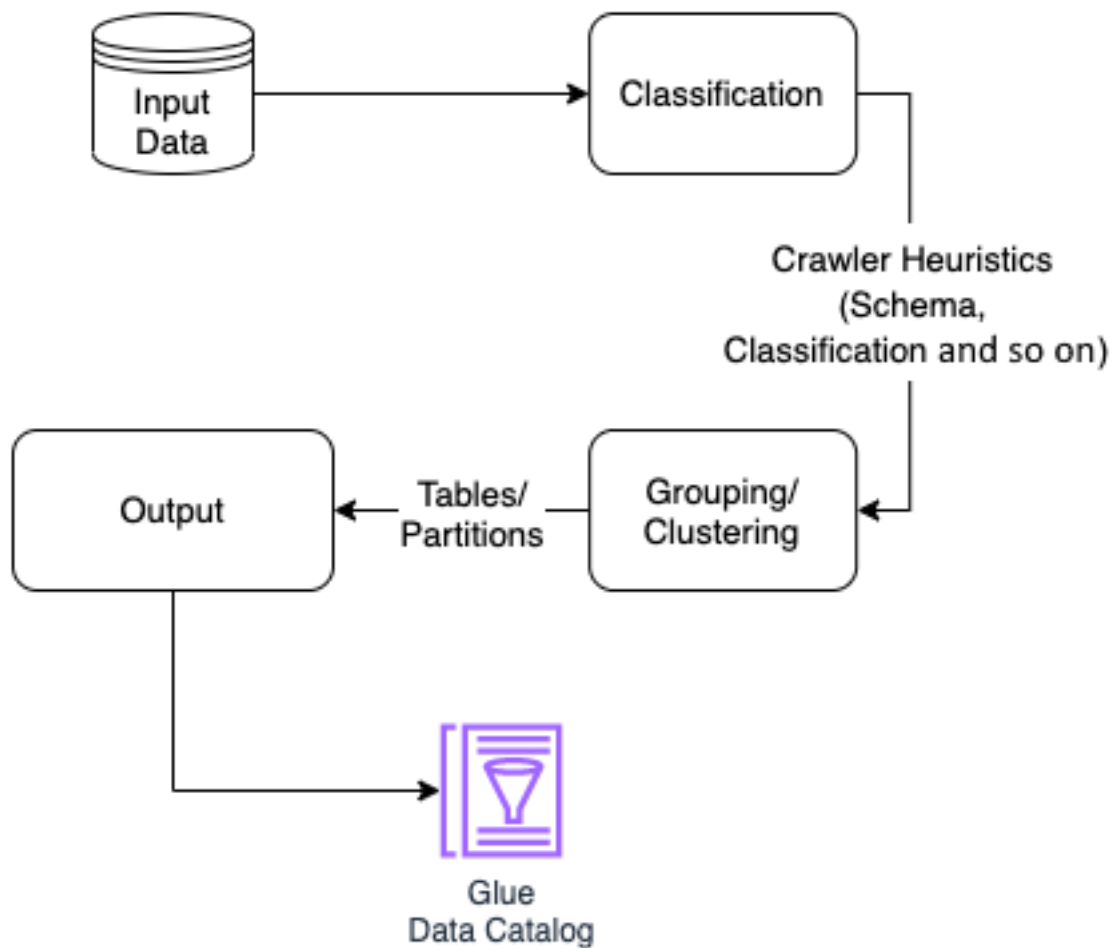 Input
Data
Classification
Crawler Heuristics
(Schema,
Classification and so on)
Output
Tables/
Partitions
Grouping/
Clustering
Glue
Data Catalog